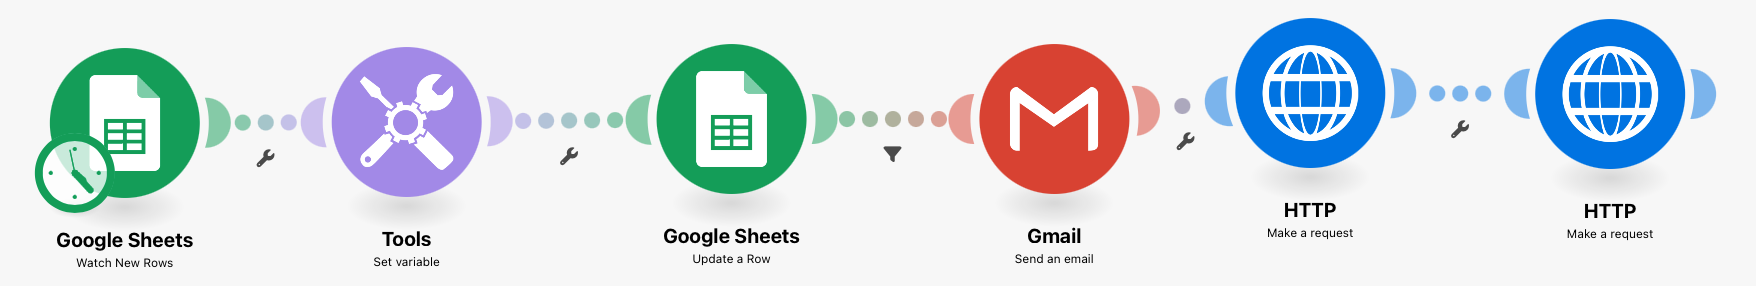 Google Sheets
Watch New Rows
Tools
Set variable
Google Sheets
Update a Row
Gmail
Send an email
HTTP
Make a request
HTTP
Make a request